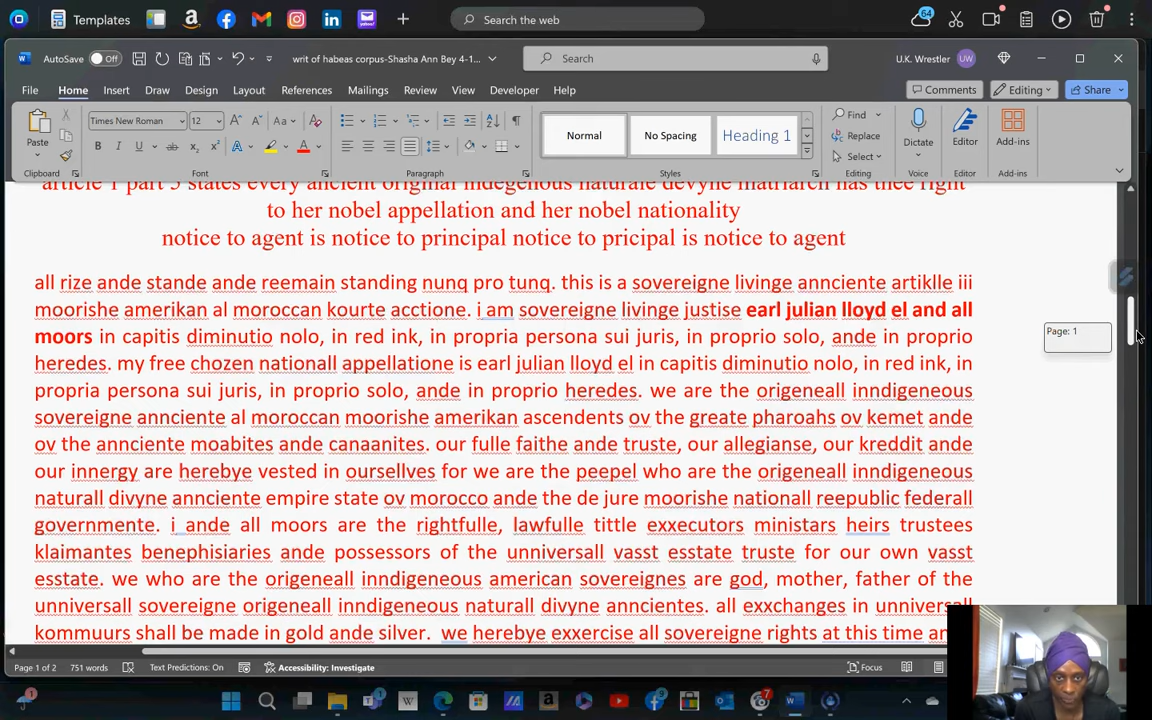 Templates
Search the web
64
AutoSave
Off
writ of habeas corpus-Shasha Ann Bey 4-1...
Search
U.K. Wrestler
UW
File
Home
Insert
Draw
Design
Layout
References
Mailings
Review
View
Developer
Help
Comments
Editing
Share
Paste
Clipboard
Times New Roman
12
Font
Paragraph
Normal
No Spacing
Heading 1
Styles
Find
Replace
Select
Editing
Dictate
Voice
Editor
Editor
Add-ins
Add-ins
article 1 part 5 states every ancient original indegenous naturale devyne matriarch has thee right
to her nobel appellation and her nobel nationality
notice to agent is notice to principal notice to pricipal is notice to agent
all rize ande stande ande reemain standing nunq pro tunq. this is a sovereigne livinge annciente artiklle iii
moorishe amerikan al moroccan kourte acctione. i am sovereigne livinge justise earl julian lloyd el and all
moors in capitis diminutio nolo, in red ink, in propria persona sui juris, in proprio solo, ande in proprio
heredes. my free chozen nationall appellatione is earl julian lloyd el in capitis diminutio nolo, in red ink, in
propria persona sui juris, in proprio solo, ande in proprio heredes. we are the origeneall inndigeneous
sovereigne annciente al moroccan moorishe amerikan ascendents ov the greate pharoahs ov kemet ande
ov the annciente moabites ande canaanites. our fulle faithe ande truste, our allegianse, our kreddit ande
our innergy are herebye vested in oursellves for we are the peepel who are the origeneall inndigeneous
naturall divyne annciente empire state ov morocco ande the de jure moorishe nationall reepublic federall
governmente. i ande all moors are the rightfulle, lawfulle tittle exxecutors ministars heirs trustees
klaimantes benephisiaries ande possessors of the unniversall vasst esstate truste for our own vasst
esstate. we who are the origeneall inndigeneous american sovereignes are god, mother, father of the
unniversall sovereigne origeneall inndigeneous naturall divyne anncientes. all exxchanges in unniversall
kommuurs shall be made in gold ande silver. we herebye exxercise all sovereigne rights at this time an
Page: 1
Page 1 of 2
751 words
Text Predictions: On
Accessibility: Investigate
Focus